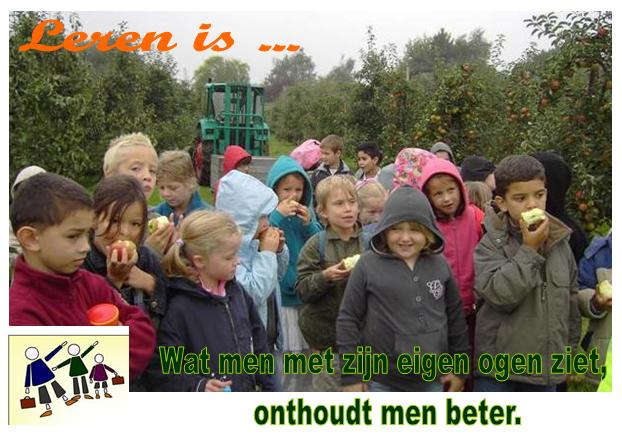 Leren is ...
Wat men met zijn eigen ogen ziet,
onthoudt men beter.